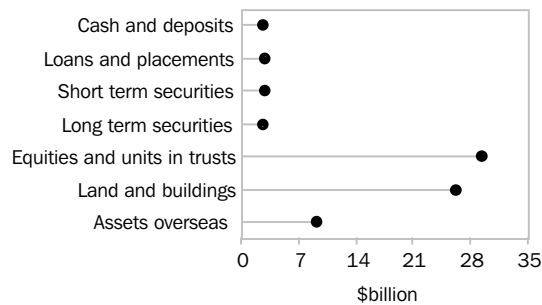 Cash and deposits
Loans and placements
Short term securities
Long term securities
Equities and units in trusts
Land and buildings
Assets overseas
0 7 14 21 28 35
$billion